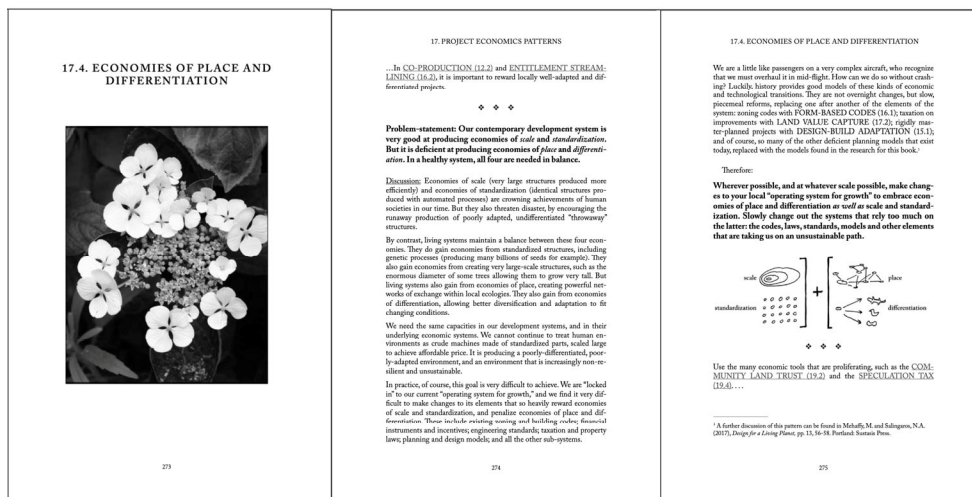 17.4. ECONOMIES OF PLACE AND
DIFFERENTIATION
273
17. PROJECT ECONOMICS PATTERNS
…In CO-PRODUCTION (12.2) and ENTITLEMENT STREAM-
LINING (16.2), it is important to reward locally well-adapted and dif-
ferentiated projects.
Problem-statement: Our contemporary development system is
very good at producing economies of scale and standardization.
But it is deficient at producing economies of place and differenti-
ation. In a healthy system, all four are needed in balance.
Discussion: Economies of scale (very large structures produced more
efficiently) and economies of standardization (identical structures pro-
duced with automated processes) are crowning achievements of human
societies in our time. But they also threaten disaster, by encouraging the
runaway production of poorly adapted, undifferentiated “throwaway”
structures.
By contrast, living systems maintain a balance between these four econ-
omies. They do gain economies from standardized structures, including
genetic processes (producing many billions of seeds for example). They
also gain economies from creating very large-scale structures, such as the
enormous diameter of some trees allowing them to grow very tall. But
living systems also gain from economies of place, creating powerful net-
works of exchange within local ecologies. They also gain from economies
of differentiation, allowing better diversification and adaptation to fit
changing conditions.
We need the same capacities in our development systems, and in their
underlying economic systems. We cannot continue to treat human en-
vironments as crude machines made of standardized parts, scaled large
to achieve affordable price. It is producing a poorly-differentiated, poor-
ly-adapted environment, and an environment that is increasingly non-re-
silient and unsustainable.
In practice, of course, this goal is very difficult to achieve. We are “locked
in” to our current “operating system for growth,” and we find it very dif-
ficult to make changes to its elements that so heavily reward economies
of scale and standardization, and penalize economies of place and dif-
ferentiation. These include existing zoning and building codes; financial
instruments and incentives; engineering standards; taxation and property
laws; planning and design models; and all the other sub-systems.
274
17.4. ECONOMIES OF PLACE AND DIFFERENTIATION
We are a little like passengers on a very complex aircraft, who recognize
that we must overhaul it in mid-flight. How can we do so without crash-
ing? Luckily, history provides good models of these kinds of economic
and technological transitions. They are not overnight changes, but slow,
piecemeal reforms, replacing one after another of the elements of the
system: zoning codes with FORM-BASED CODES (16.1); taxation on
improvements with LAND VALUE CAPTURE (17.2); rigidly mas-
ter-planned projects with DESIGN-BUILD ADAPTATION (15.1);
and of course, so many of the other deficient planning models that exist
today, replaced with the models found in the research for this book.¹
Therefore:
Wherever possible, and at whatever scale possible, make chang-
es to your local “operating system for growth” to embrace econ-
omies of place and differentiation as well as scale and standard-
ization. Slowly change out the systems that rely too much on
the latter: the codes, laws, standards, models and other elements
that are taking us on an unsustainable path.
scale
place
+
standardization
differentiation
Use the many economic tools that are proliferating, such as the COM-
MUNITY LAND TRUST (19.2) and the SPECULATION TAX
(19.4). . . .
¹ A further discussion of this pattern can be found in Mehaffy, M. and Salingaros, N.A.
(2017), Design for a Living Planet, pp. 13, 56-58. Portland: Sustasis Press.
275